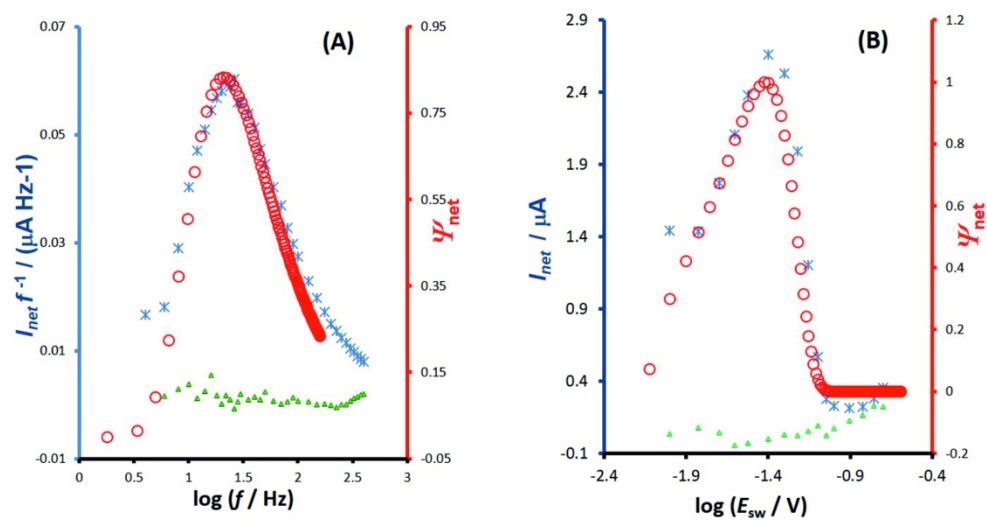 (A)
0.07
0.05
0.03
0.01
-0.01
I_net f^-1 / (μA Hz-1)
0.95
0.75
0.55
0.35
0.15
-0.05
Ψ_net
0 0.5 1 1.5 2 2.5 3
log (f / Hz)
(B)
2.9
2.4
1.9
1.4
0.9
0.4
-0.1
I_net / μA
1.2
1
0.8
0.6
0.4
0.2
0
-0.2
Ψ_net
-2.4 -1.9 -1.4 -0.9 -0.4
log (E_sw / V)